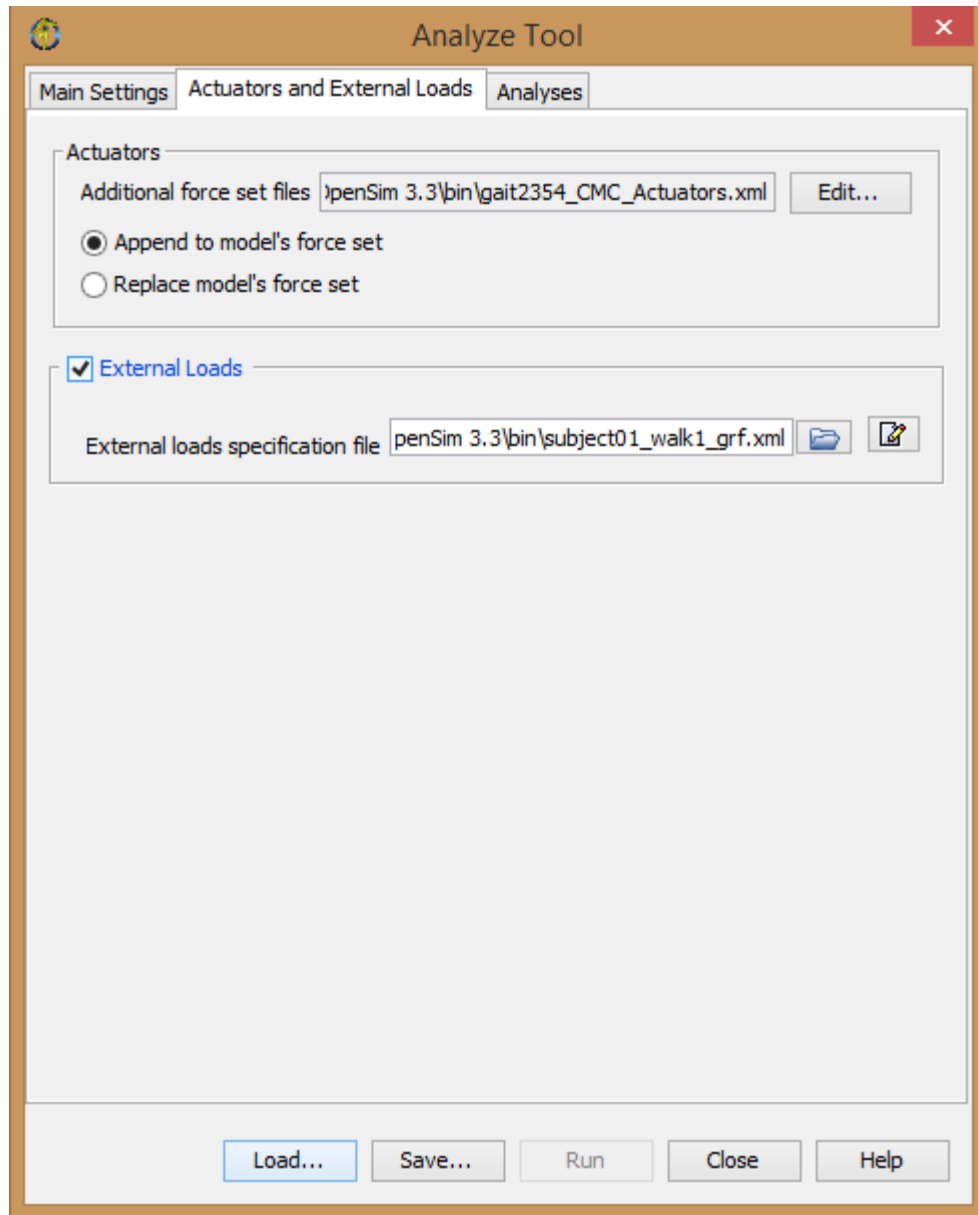 Analyze Tool
Main Settings Actuators and External Loads Analyses
Actuators
Additional force set files )penSim 3.3\bin\gait2354_CMC_Actuators.xml Edit...
Append to model's force set
Replace model's force set
External Loads
External loads specification file penSim 3.3\bin\subject01_walk1_grf.xml
Load... Save... Run Close Help